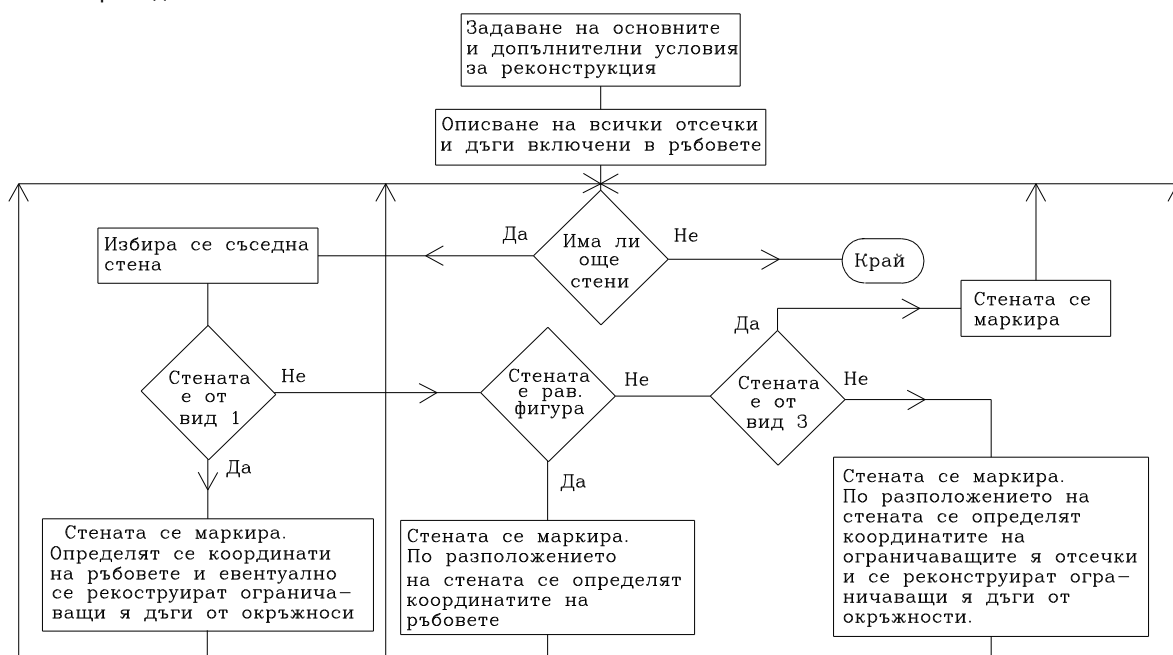 Задаване на основните
и допълнителни условия
за реконструкция
Описване на всички отсечки
и дъги включени в ръбовете
Да
Има ли
още
стени
Не
Край
Избира се съседна
стена
Стената се
маркира
Да
Стената
е от
вид 1
Не
Стената
е рав.
фигура
Не
Стената
е от
вид 3
Не
Да
Да
Стената се маркира.
Определят се координати
на ръбовете и евентуално
се рекоструират огранича-
ващи я дъги от окръжноси
Стената се маркира.
По разположението
на стената се определят
координатите на
ръбовете
Стената се маркира.
По разположението на
стената се определят
координатите на
ограничаващите я отсечки
и се реконструират огра-
ничаващи я дъги от
окръжности.